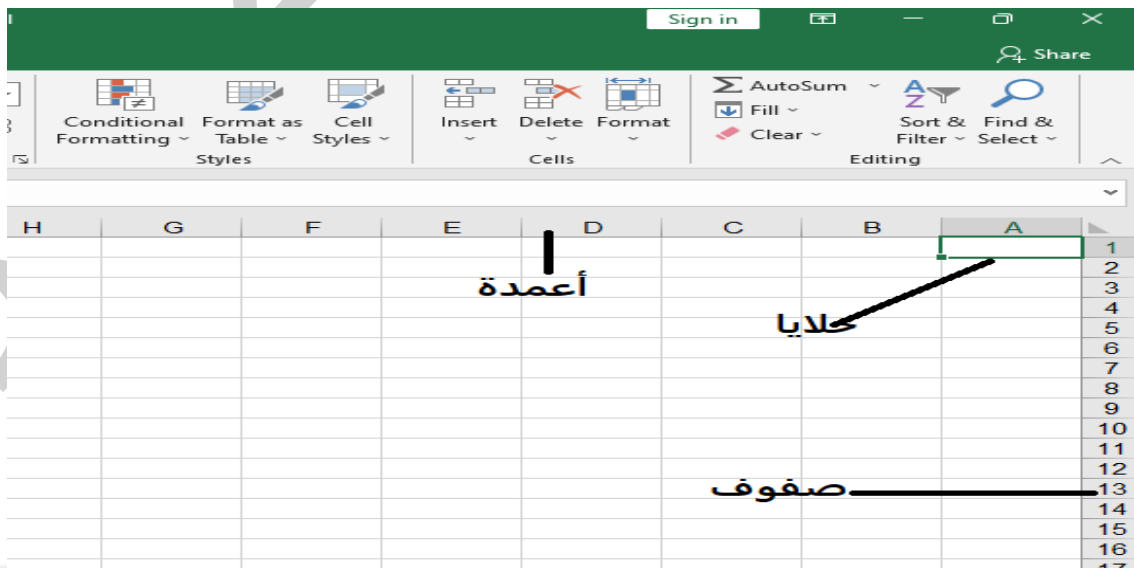 Sign in
Share
Conditional Formatting
Format as Table
Cell Styles
Styles
Insert
Delete
Format
Cells
AutoSum
Fill
Clear
Sort & Filter
Find & Select
Editing
H G F E D C B A
1
2
أعمدة 3
4
خلايا 5
6
7
8
9
10
11
12
صفوف 13
14
15
16